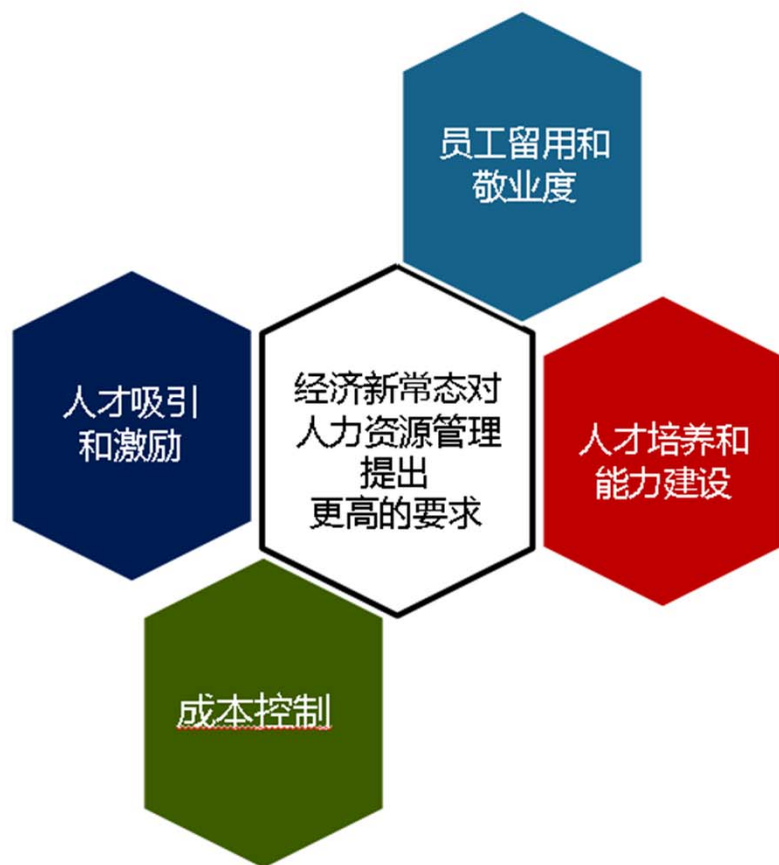 员工留用和
敬业度
人才吸引
和激励
经济新常态对
人力资源管理
提出
更高的要求
人才培养和
能力建设
成本控制